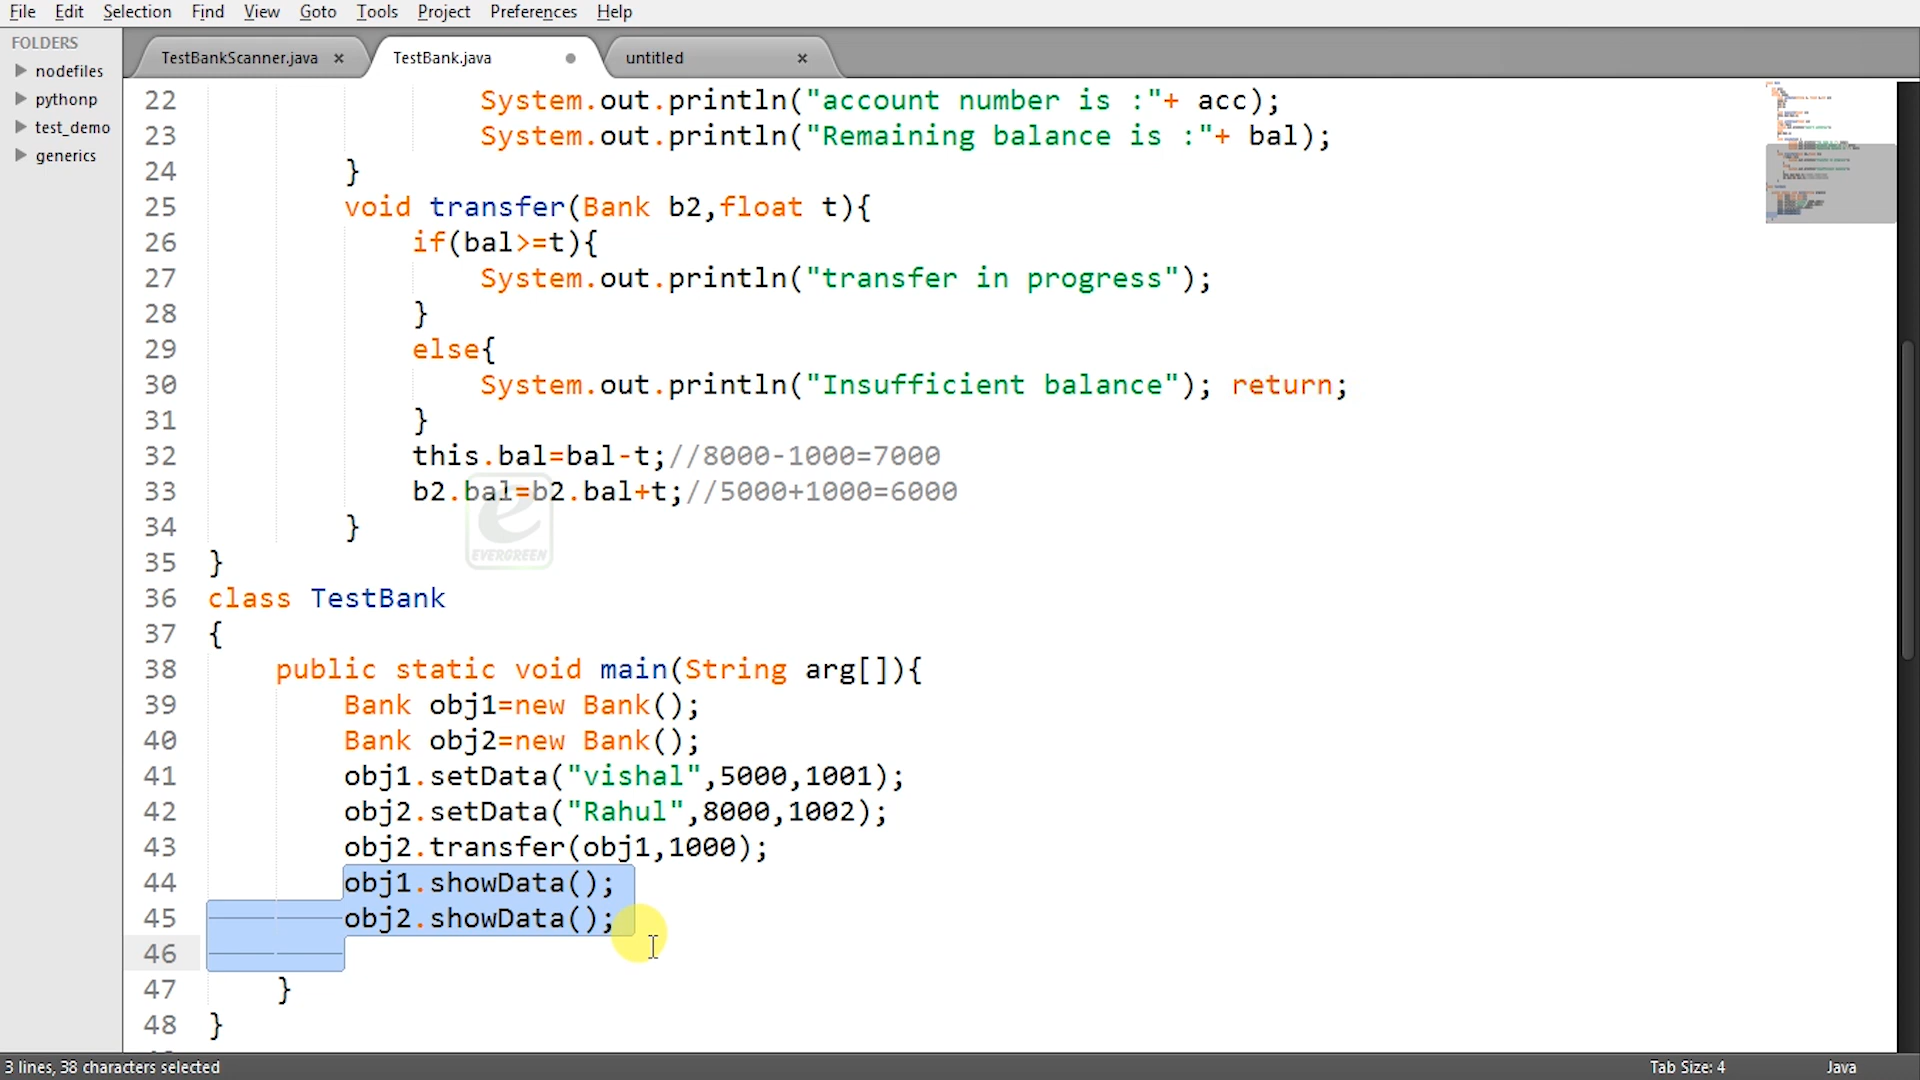 File Edit Selection Find View Goto Tools Project Preferences Help
FOLDERS
nodefiles
pythonp
test_demo
generics
TestBankScanner.java × TestBank.java untitled ×
22 System.out.println("account number is :"+ acc);
23 System.out.println("Remaining balance is :"+ bal);
24 }
25 void transfer(Bank b2,float t){
26 if(bal>=t){
27 System.out.println("transfer in progress");
28 }
29 else{
30 System.out.println("Insufficient balance"); return;
31 }
32 this.bal=bal-t;//8000-1000=7000
33 b2.bal=b2.bal+t;//5000+1000=6000
34 }
35 }
36 class TestBank
37 {
38 public static void main(String arg[]){
39 Bank obj1=new Bank();
40 Bank obj2=new Bank();
41 obj1.setData("vishal",5000,1001);
42 obj2.setData("Rahul",8000,1002);
43 obj2.transfer(obj1,1000);
44 obj1.showData();
45 obj2.showData();
46
47 }
48 }
e
EVERGREEN
3 lines, 38 characters selected Tab Size: 4 Java